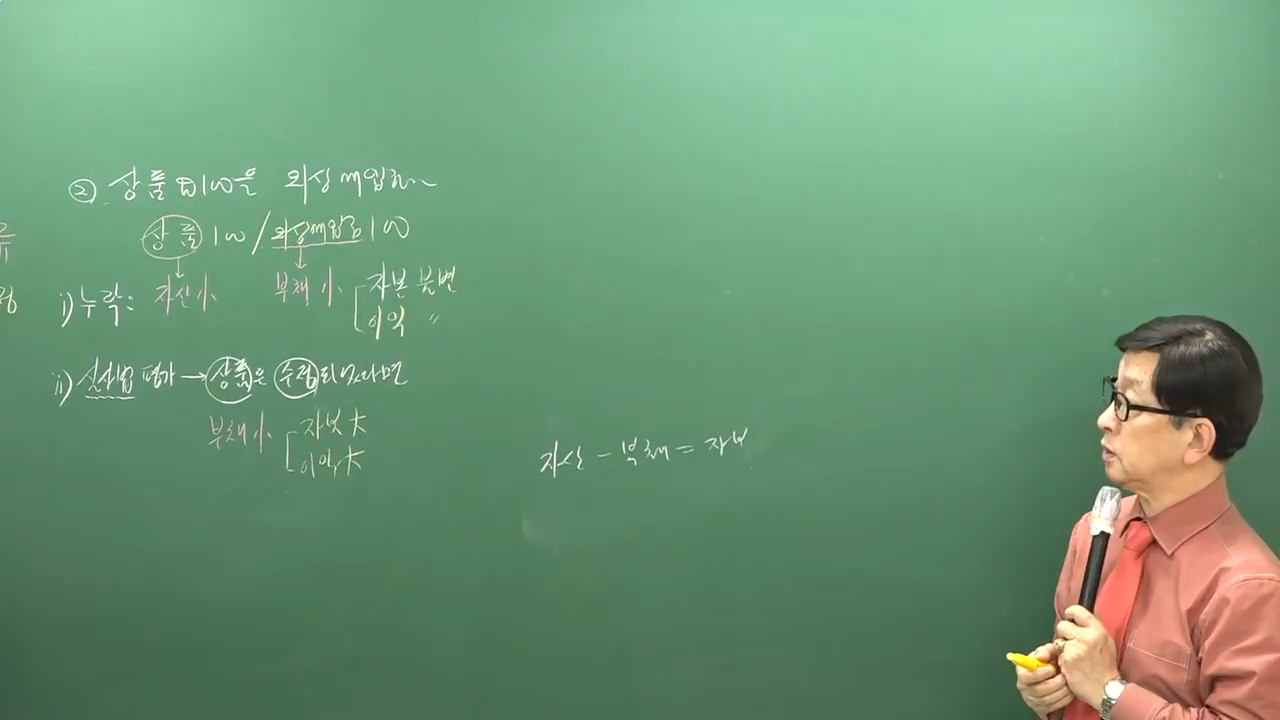 ② 상품 ₩100을 외상매입하~
상품 100 / 외상매입금 100
i) 누락: 자산 小 부채 小 자본 불변
이익 〃
ii) 실사법 평가 → 상품은 수정되었다면
부채 小 자본 大
이익 大
자산 - 부채 = 자본